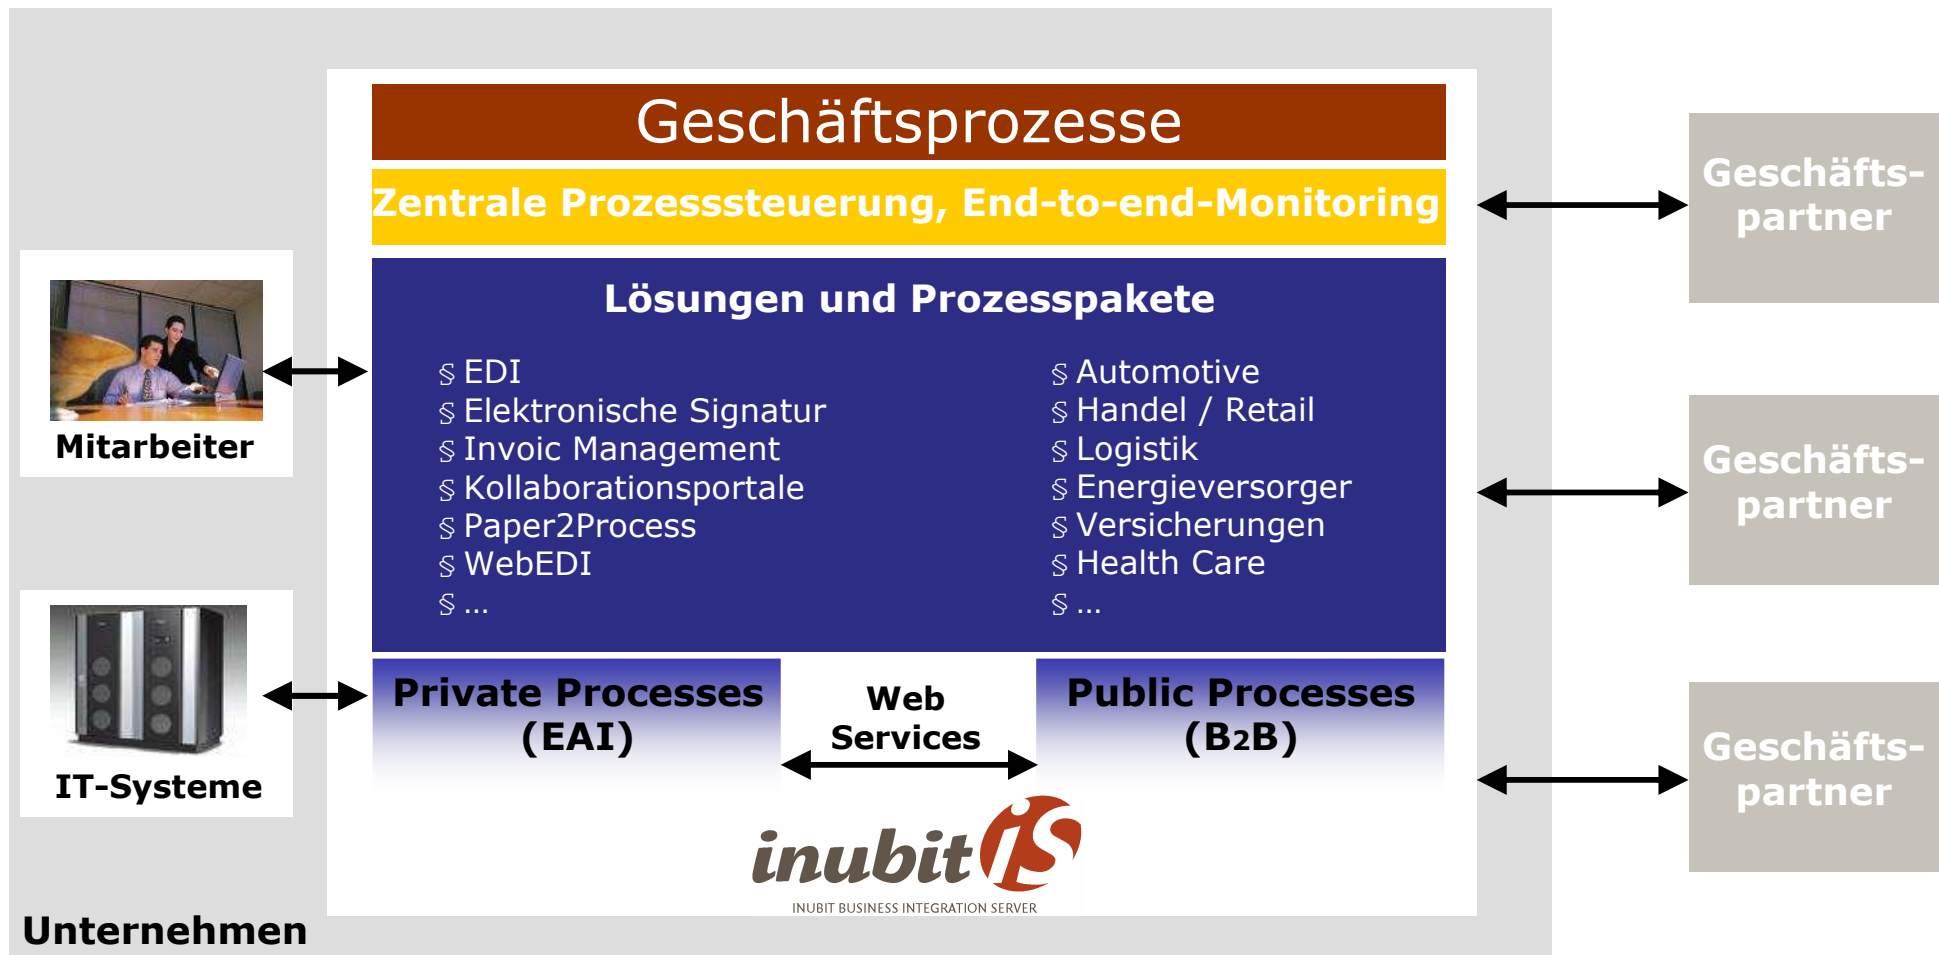 Geschäftsprozesse
Zentrale Prozesssteuerung, End-to-end-Monitoring
Lösungen und Prozesspakete
§ EDI
§ Elektronische Signatur
§ Invoic Management
§ Kollaborationsportale
§ Paper2Process
§ WebEDI
§ ...
§ Automotive
§ Handel / Retail
§ Logistik
§ Energieversorger
§ Versicherungen
§ Health Care
§ ...
Private Processes
(EAI)
Web
Services
Public Processes
(B2B)
inubit is
INUBIT BUSINESS INTEGRATION SERVER
Mitarbeiter
IT-Systeme
Unternehmen
Geschäfts-
partner
Geschäfts-
partner
Geschäfts-
partner